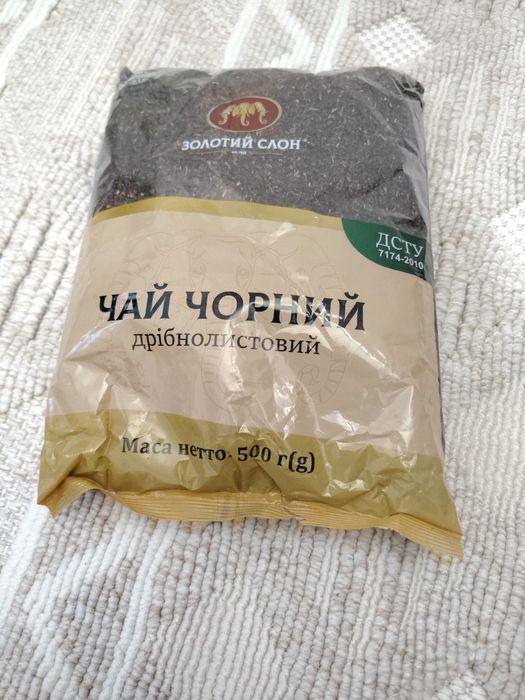 ЗОЛОТИЙ СЛОН
ДСТУ
7174-2010
ЧАЙ ЧОРНИЙ
дрібнолистовий
Маса нетто 500 г(g)